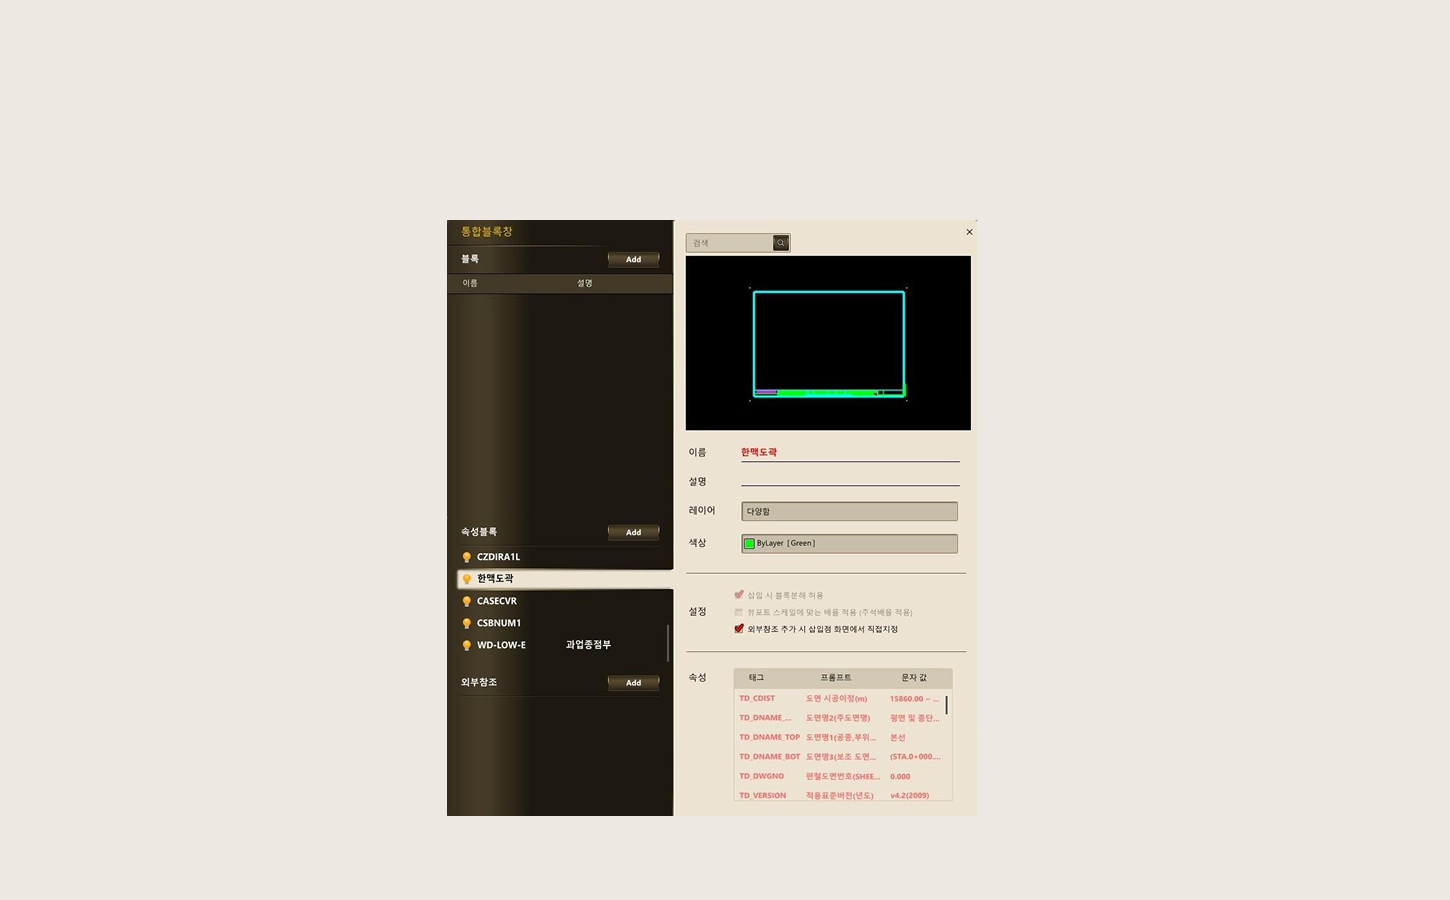 통합블록창
블록 Add
이름 설명
속성블록 Add
CZDIRA1L
한맥도곽
CASECVR
CSBNUM1
WD-LOW-E 과업종점부
외부참조 Add
검색
이름 한맥도곽
설명
레이어 다양함
색상 ByLayer [Green]
설정
삽입 시 블록분해 허용
뷰포트 스케일에 맞는 배율 적용 (주석배율 적용)
외부참조 추가 시 삽입점 화면에서 직접지정
속성
태그 프롬프트 문자 값
TD_CDIST 도면 시공이정(m) 15860.00 ~ ...
TD_DNAME_... 도면명2(주도면명) 평면 및 종단...
TD_DNAME_TOP 도면명1(공종,부위... 본선
TD_DNAME_BOT 도면명3(보조 도면... (STA.0+000....
TD_DWGNO 편철도면번호(SHEE... 0.000
TD_VERSION 적용표준버전(년도) v4.2(2009)